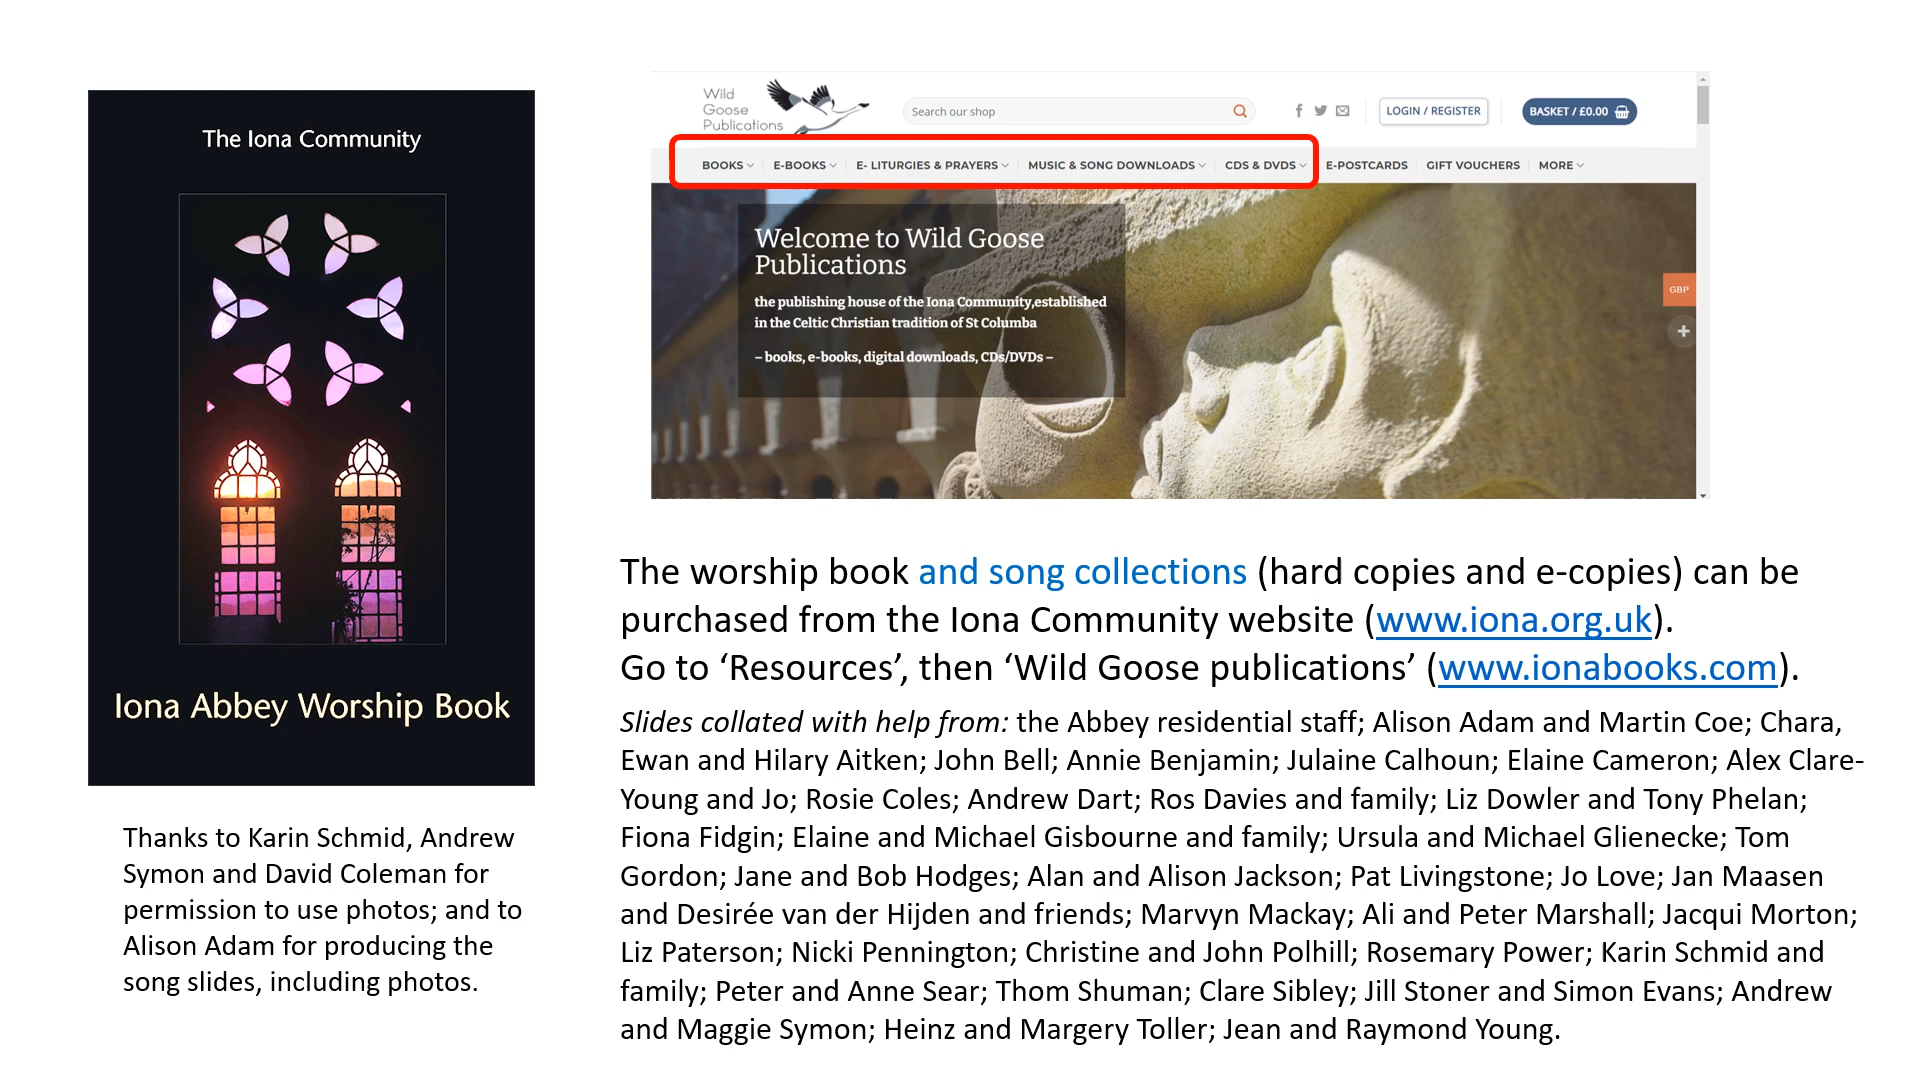 The Iona Community
Iona Abbey Worship Book
Thanks to Karin Schmid, Andrew
Symon and David Coleman for
permission to use photos; and to
Alison Adam for producing the
song slides, including photos.
Wild
Goose
Publications
Search our shop
LOGIN / REGISTER
BASKET / £0.00
BOOKS
E-BOOKS
E- LITURGIES & PRAYERS
MUSIC & SONG DOWNLOADS
CDS & DVDS
E-POSTCARDS
GIFT VOUCHERS
MORE
Welcome to Wild Goose
Publications
the publishing house of the Iona Community,established
in the Celtic Christian tradition of St Columba
– books, e-books, digital downloads, CDs/DVDs –
GBP
The worship book and song collections (hard copies and e-copies) can be
purchased from the Iona Community website (www.iona.org.uk).
Go to ‘Resources’, then ‘Wild Goose publications’ (www.ionabooks.com).
Slides collated with help from: the Abbey residential staff; Alison Adam and Martin Coe; Chara,
Ewan and Hilary Aitken; John Bell; Annie Benjamin; Julaine Calhoun; Elaine Cameron; Alex Clare-
Young and Jo; Rosie Coles; Andrew Dart; Ros Davies and family; Liz Dowler and Tony Phelan;
Fiona Fidgin; Elaine and Michael Gisbourne and family; Ursula and Michael Glienecke; Tom
Gordon; Jane and Bob Hodges; Alan and Alison Jackson; Pat Livingstone; Jo Love; Jan Maasen
and Desirée van der Hijden and friends; Marvyn Mackay; Ali and Peter Marshall; Jacqui Morton;
Liz Paterson; Nicki Pennington; Christine and John Polhill; Rosemary Power; Karin Schmid and
family; Peter and Anne Sear; Thom Shuman; Clare Sibley; Jill Stoner and Simon Evans; Andrew
and Maggie Symon; Heinz and Margery Toller; Jean and Raymond Young.